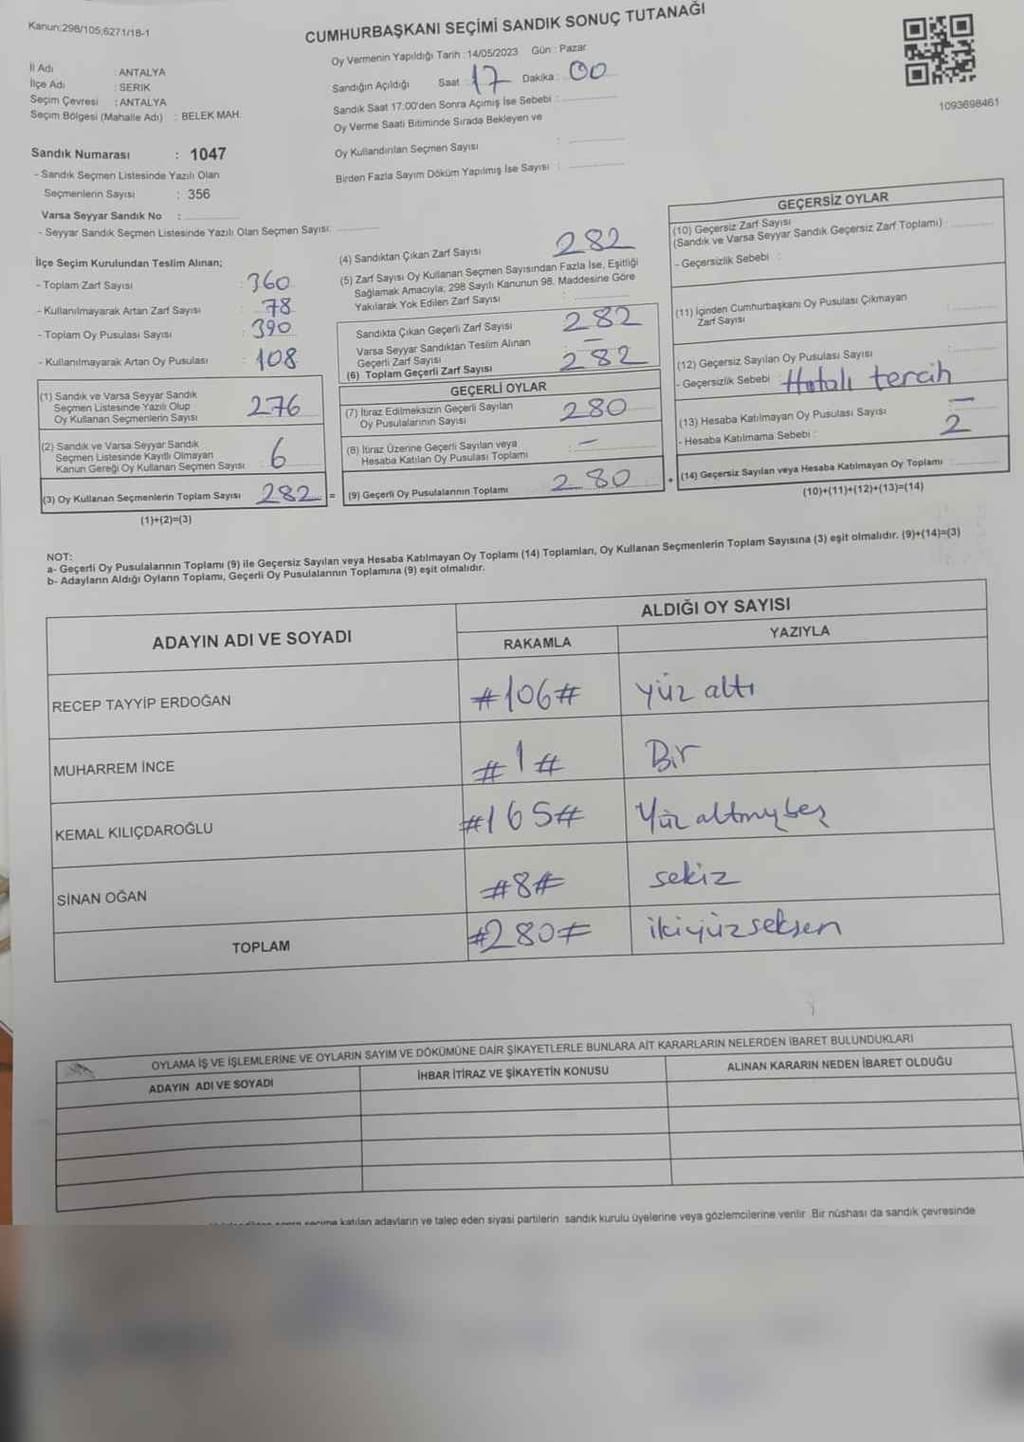 Kanun:298/105,6271/18-1
CUMHURBAŞKANI SEÇİMİ SANDIK SONUÇ TUTANAĞI
Oy Vermenin Yapıldığı Tarih : 14/05/2023 Gün : Pazar
İl Adı : ANTALYA
İlçe Adı : SERIK
Seçim Çevresi : ANTALYA
Seçim Bölgesi (Mahalle Adı) : BELEK MAH.
Sandığın Açıldığı Saat : 17 Dakika : 00
Sandık Saat 17:00'den Sonra Açılmış İse Sebebi :
Oy Verme Saati Bitiminde Sırada Bekleyen ve
Oy Kullandırılan Seçmen Sayısı :
Birden Fazla Sayım Döküm Yapılmış İse Sayısı :
1093698461
Sandık Numarası : 1047
- Sandık Seçmen Listesinde Yazılı Olan
Seçmenlerin Sayısı : 356
Varsa Seyyar Sandık No :
- Seyyar Sandık Seçmen Listesinde Yazılı Olan Seçmen Sayısı:
İlçe Seçim Kurulundan Teslim Alınan;
- Toplam Zarf Sayısı : 360
- Kullanılmayarak Artan Zarf Sayısı : 78
- Toplam Oy Pusulası Sayısı : 390
- Kullanılmayarak Artan Oy Pusulası : 108
(1) Sandık ve Varsa Seyyar Sandık
Seçmen Listesinde Yazılı Olup
Oy Kullanan Seçmenlerin Sayısı 276
(2) Sandık ve Varsa Seyyar Sandık
Seçmen Listesinde Kayıtlı Olmayan
Kanun Gereği Oy Kullanan Seçmen Sayısı : 6
(3) Oy Kullanan Seçmenlerin Toplam Sayısı 282 =
(1)+(2)=(3)
(4) Sandıktan Çıkan Zarf Sayısı 282
(5) Zarf Sayısı Oy Kullanan Seçmen Sayısından Fazla İse, Eşitliği
Sağlamak Amacıyla; 298 Sayılı Kanunun 98. Maddesine Göre
Yakılarak Yok Edilen Zarf Sayısı :
Sandıkta Çıkan Geçerli Zarf Sayısı 282
Varsa Seyyar Sandıktan Teslim Alınan
Geçerli Zarf Sayısı : —
(6) Toplam Geçerli Zarf Sayısı 282
GEÇERLİ OYLAR
(7) İtiraz Edilmeksizin Geçerli Sayılan
Oy Pusulalarının Sayısı 280
(8) İtiraz Üzerine Geçerli Sayılan veya
Hesaba Katılan Oy Pusulası Toplamı : —
(9) Geçerli Oy Pusulalarının Toplamı 280 +
GEÇERSİZ OYLAR
(10) Geçersiz Zarf Sayısı
(Sandık ve Varsa Seyyar Sandık Geçersiz Zarf Toplamı) :
- Geçersizlik Sebebi :
(11) İçinden Cumhurbaşkanı Oy Pusulası Çıkmayan
Zarf Sayısı :
(12) Geçersiz Sayılan Oy Pusulası Sayısı :
- Geçersizlik Sebebi : Hatalı tercih
(13) Hesaba Katılmayan Oy Pusulası Sayısı : —
- Hesaba Katılmama Sebebi : 2
(14) Geçersiz Sayılan veya Hesaba Katılmayan Oy Toplamı :
(10)+(11)+(12)+(13)=(14)
NOT:
a- Geçerli Oy Pusulalarının Toplamı (9) ile Geçersiz Sayılan veya Hesaba Katılmayan Oy Toplamı (14) Toplamları, Oy Kullanan Seçmenlerin Toplam Sayısına (3) eşit olmalıdır. (9)+(14)=(3)
b- Adayların Aldığı Oyların Toplamı, Geçerli Oy Pusulalarının Toplamına (9) eşit olmalıdır.
ADAYIN ADI VE SOYADI
ALDIĞI OY SAYISI
RAKAMLA YAZIYLA
RECEP TAYYİP ERDOĞAN #106# yüz altı
MUHARREM İNCE #1# Bir
KEMAL KILIÇDAROĞLU #165# Yüz altmışbeş
SİNAN OĞAN #8# sekiz
TOPLAM #280# ikiyüzseksen
OYLAMA İŞ VE İŞLEMLERİNE VE OYLARIN SAYIM VE DÖKÜMÜNE DAİR ŞİKAYETLERLE BUNLARA AİT KARARLARIN NELERDEN İBARET BULUNDUKLARI
ADAYIN ADI VE SOYADI İHBAR İTİRAZ VE ŞİKAYETİN KONUSU ALINAN KARARIN NEDEN İBARET OLDUĞU
sonra seçime katılan adayların ve talep eden siyasi partilerin sandık kurulu üyelerine veya gözlemcilerine verilir. Bir nüshası da sandık çevresinde